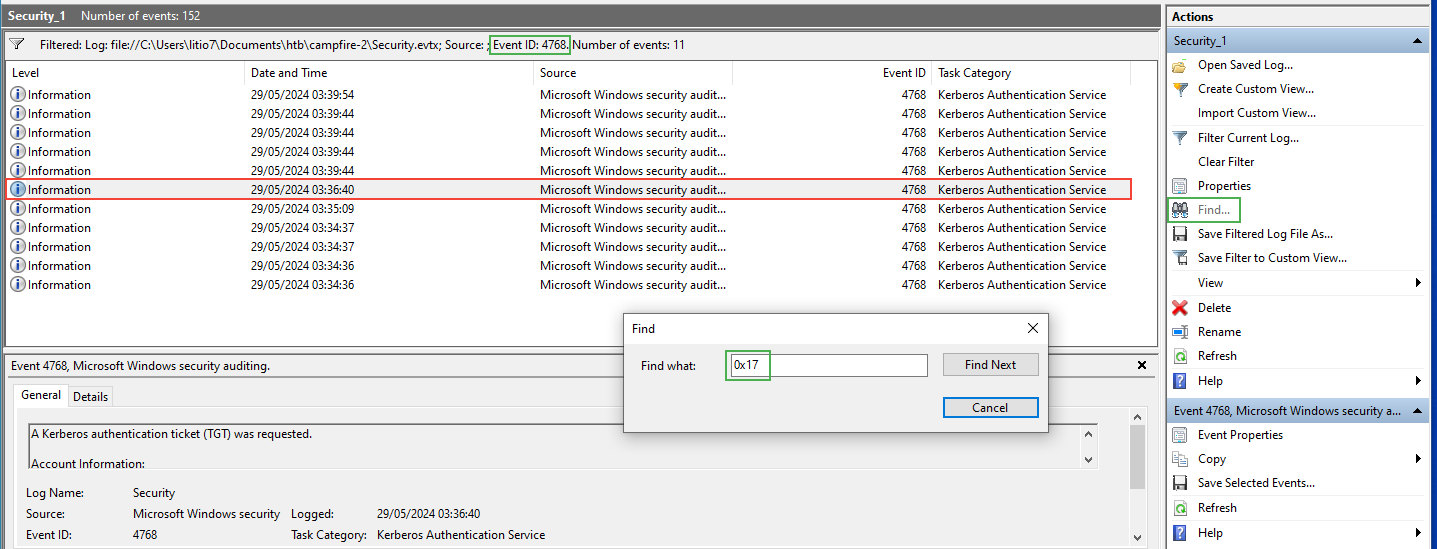 Security_1 Number of events: 152
Filtered: Log: file://C:\Users\litio7\Documents\htb\campfire-2\Security.evtx; Source: ; Event ID: 4768. Number of events: 11
Level Date and Time Source Event ID Task Category
Information 29/05/2024 03:39:54 Microsoft Windows security audit... 4768 Kerberos Authentication Service
Information 29/05/2024 03:39:44 Microsoft Windows security audit... 4768 Kerberos Authentication Service
Information 29/05/2024 03:39:44 Microsoft Windows security audit... 4768 Kerberos Authentication Service
Information 29/05/2024 03:39:44 Microsoft Windows security audit... 4768 Kerberos Authentication Service
Information 29/05/2024 03:39:44 Microsoft Windows security audit... 4768 Kerberos Authentication Service
Information 29/05/2024 03:36:40 Microsoft Windows security audit... 4768 Kerberos Authentication Service
Information 29/05/2024 03:35:09 Microsoft Windows security audit... 4768 Kerberos Authentication Service
Information 29/05/2024 03:34:37 Microsoft Windows security audit... 4768 Kerberos Authentication Service
Information 29/05/2024 03:34:37 Microsoft Windows security audit... 4768 Kerberos Authentication Service
Information 29/05/2024 03:34:36 Microsoft Windows security audit... 4768 Kerberos Authentication Service
Information 29/05/2024 03:34:36 Microsoft Windows security audit... 4768 Kerberos Authentication Service
Find
Find what: 0x17 Find Next
Cancel
Event 4768, Microsoft Windows security auditing.
General Details
A Kerberos authentication ticket (TGT) was requested.
Account Information:
Log Name: Security
Source: Microsoft Windows security Logged: 29/05/2024 03:36:40
Event ID: 4768 Task Category: Kerberos Authentication Service
Actions
Security_1
Open Saved Log...
Create Custom View...
Import Custom View...
Filter Current Log...
Clear Filter
Properties
Find...
Save Filtered Log File As...
Save Filter to Custom View...
View
Delete
Rename
Refresh
Help
Event 4768, Microsoft Windows security a...
Event Properties
Copy
Save Selected Events...
Refresh
Help